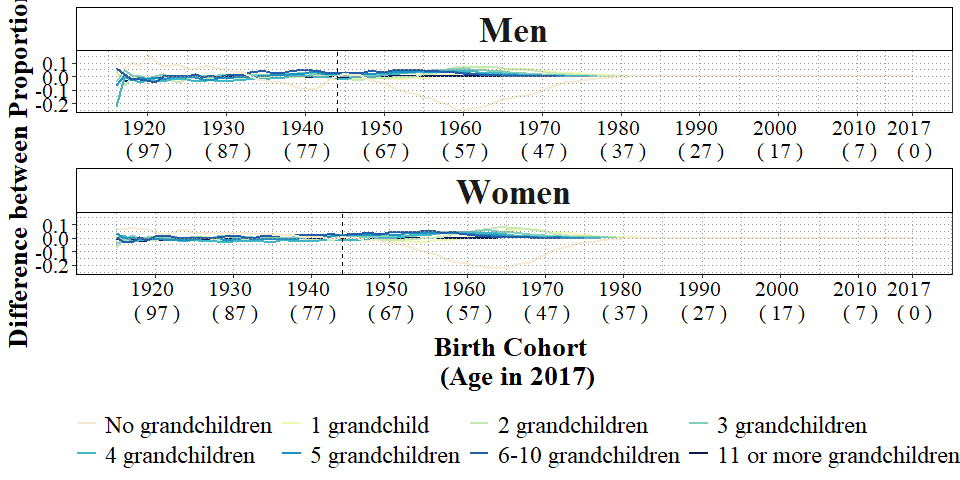 Difference between Proportion
Men
0.1
0.0
-0.1
-0.2
1920 1930 1940 1950 1960 1970 1980 1990 2000 2010 2017
( 97 ) ( 87 ) ( 77 ) ( 67 ) ( 57 ) ( 47 ) ( 37 ) ( 27 ) ( 17 ) ( 7 ) ( 0 )
Women
0.1
0.0
-0.1
-0.2
1920 1930 1940 1950 1960 1970 1980 1990 2000 2010 2017
( 97 ) ( 87 ) ( 77 ) ( 67 ) ( 57 ) ( 47 ) ( 37 ) ( 27 ) ( 17 ) ( 7 ) ( 0 )
Birth Cohort
(Age in 2017)
No grandchildren 1 grandchild 2 grandchildren 3 grandchildren
4 grandchildren 5 grandchildren 6-10 grandchildren 11 or more grandchildren